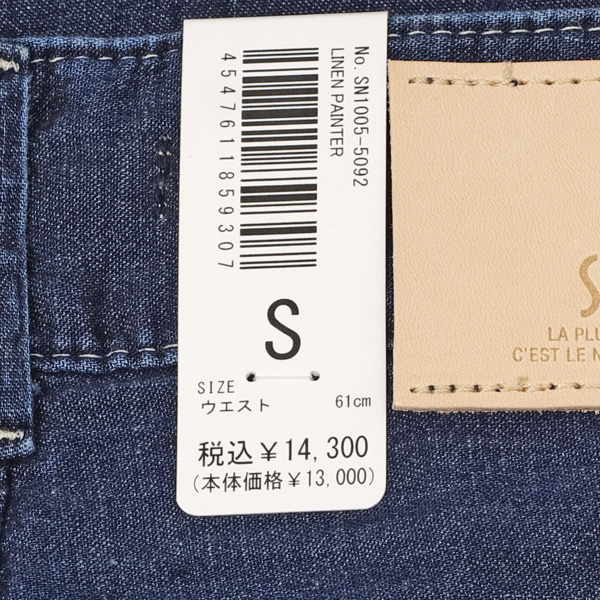 No. SN1005-5092
LINEN PAINTER
4547611859307
S
SIZE
ウエスト 61cm
税込￥14,300
(本体価格￥13,000)
S
LA PLU
C'EST LE N